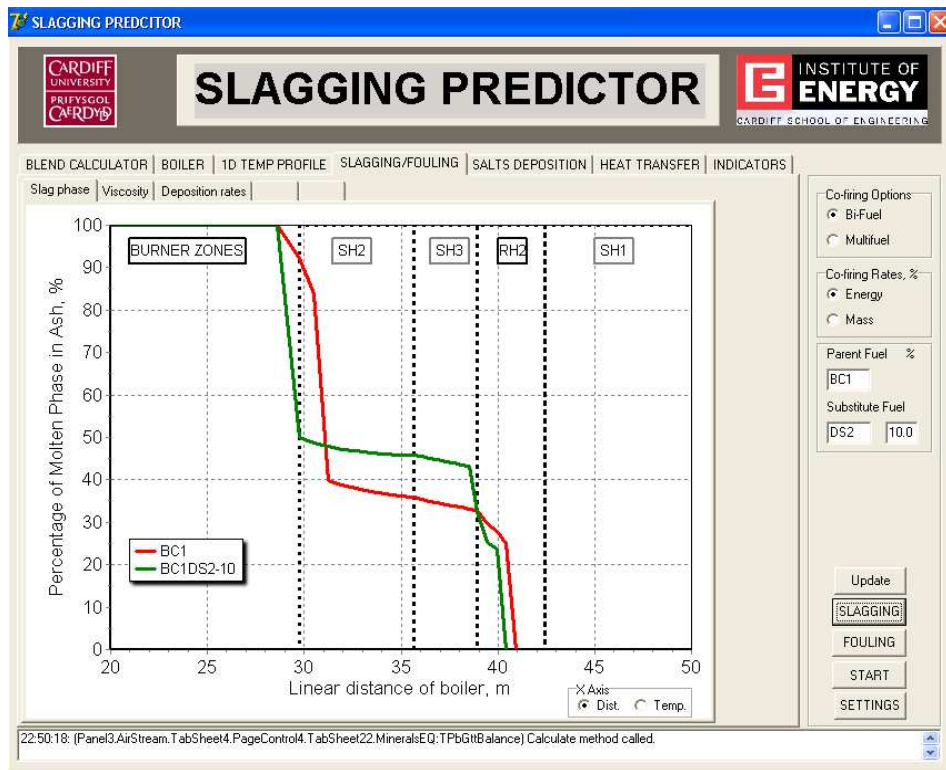 SLAGGING PREDCITOR
CARDIFF
UNIVERSITY
PRIFYSGOL
CAERDYDD
SLAGGING PREDICTOR
INSTITUTE OF
ENERGY
CARDIFF SCHOOL OF ENGINEERING
BLEND CALCULATOR BOILER 1D TEMP PROFILE SLAGGING/FOULING SALTS DEPOSITION HEAT TRANSFER INDICATORS
Slag phase Viscosity Deposition rates
Percentage of Molten Phase in Ash, %
100
90
80
70
60
50
40
30
20
10
0
BURNER ZONES SH2 SH3 RH2 SH1
BC1
BC1DS2-10
20 25 30 35 40 45 50
Linear distance of boiler, m
X Axis
Dist. Temp.
Co-firing Options
Bi-Fuel
Multifuel
Co-firing Rates, %
Energy
Mass
Parent Fuel %
BC1
Substitute Fuel
DS2 10.0
Update
SLAGGING
FOULING
START
SETTINGS
22:50:18: (Panel3.AirStream.TabSheet4.PageControl4.TabSheet22.MineralsEQ:TPbGttBalance) Calculate method called.